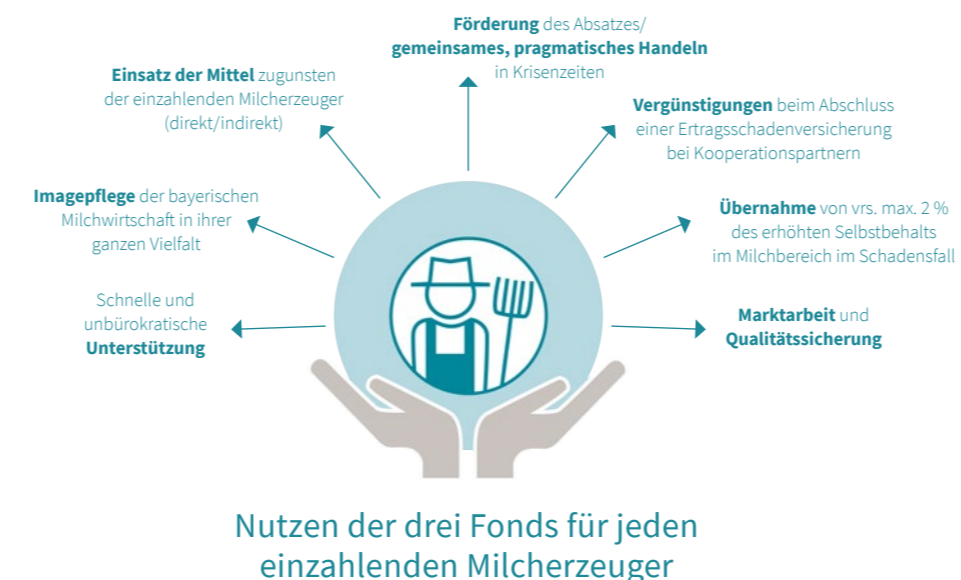 Förderung des Absatzes/
gemeinsames, pragmatisches Handeln
in Krisenzeiten
Einsatz der Mittel zugunsten
der einzahlenden Milcherzeuger
(direkt/indirekt)
Vergünstigungen beim Abschluss
einer Ertragsschadenversicherung
bei Kooperationspartnern
Imagepflege der bayerischen
Milchwirtschaft in ihrer
ganzen Vielfalt
Übernahme von vrs. max. 2 %
des erhöhten Selbstbehalts
im Milchbereich im Schadensfall
Schnelle und
unbürokratische
Unterstützung
Marktarbeit und
Qualitätssicherung
Nutzen der drei Fonds für jeden
einzahlenden Milcherzeuger